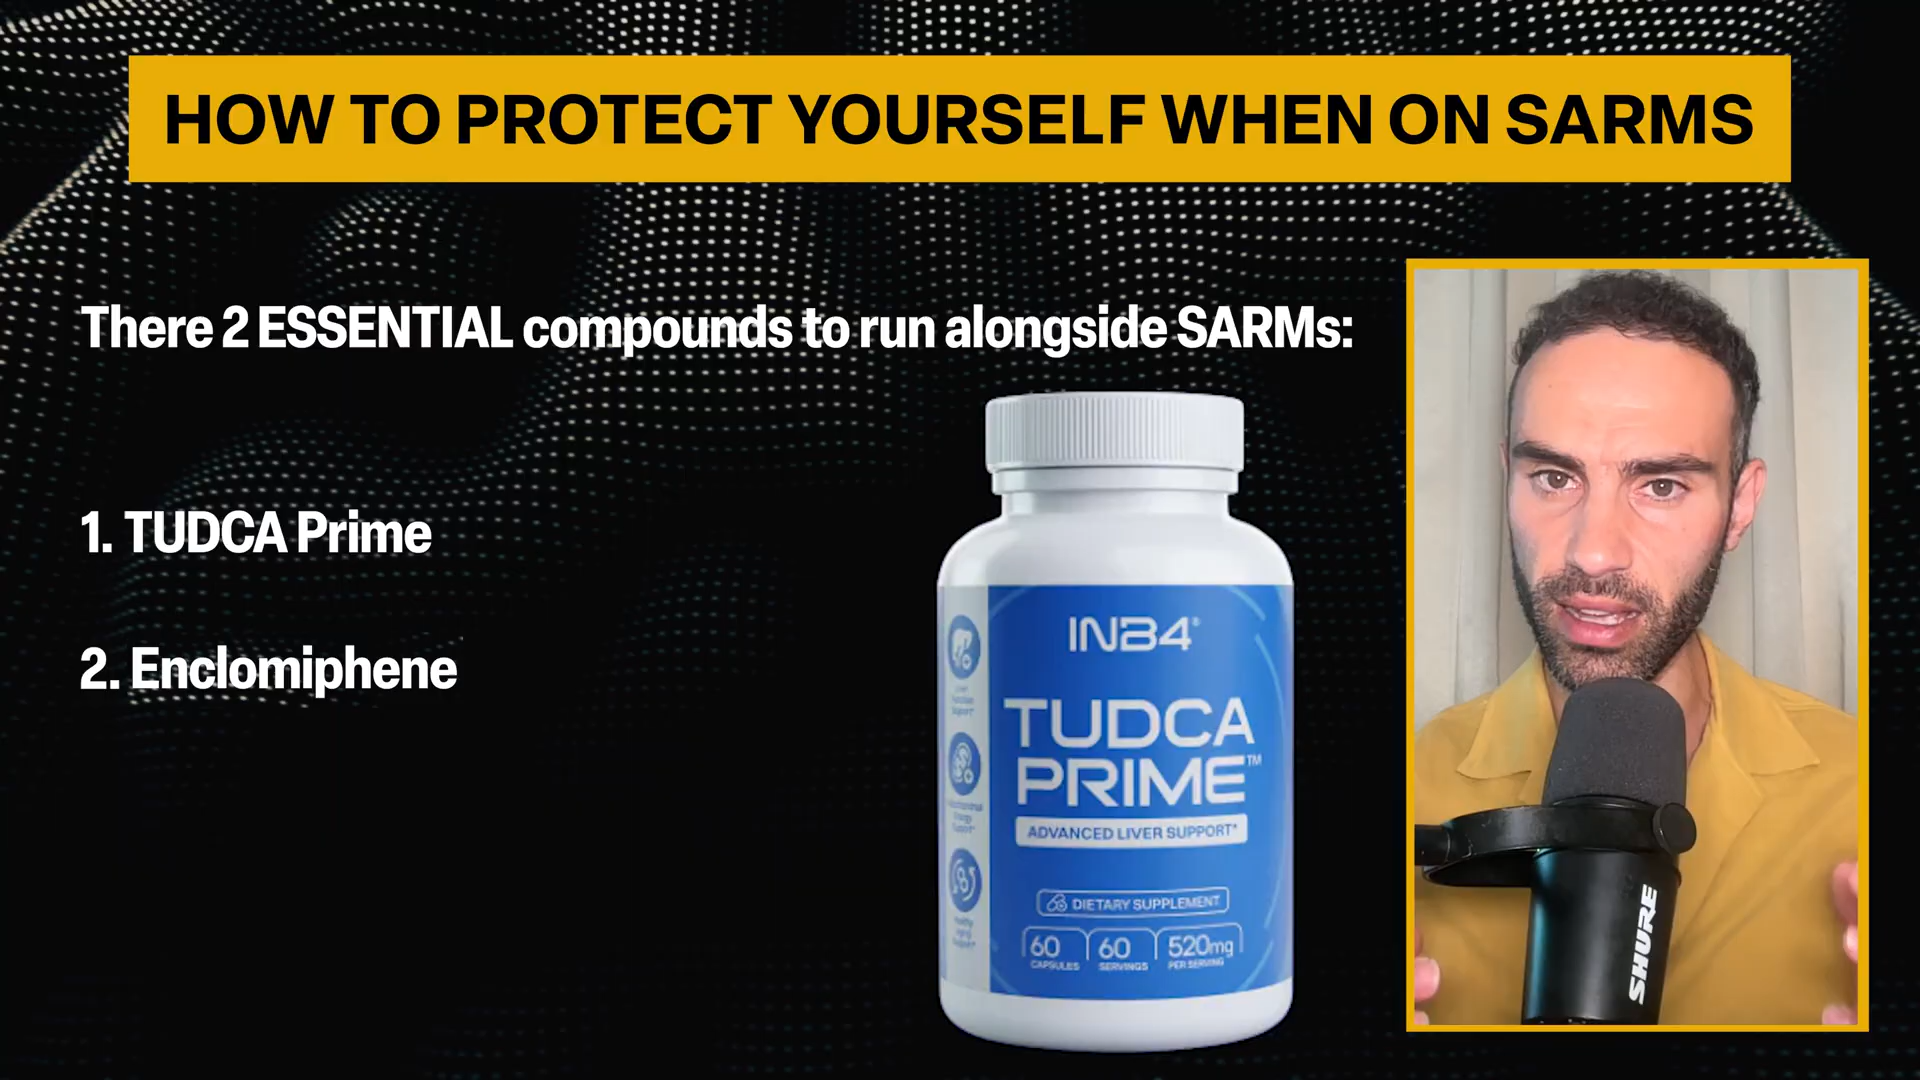 HOW TO PROTECT YOURSELF WHEN ON SARMS
There 2 ESSENTIAL compounds to run alongside SARMs:
1. TUDCA Prime
2. Enclomiphene
INB4®
TUDCA
PRIME™
ADVANCED LIVER SUPPORT*
DIETARY SUPPLEMENT
60 60 520mg
CAPSULES SERVINGS PER SERVING
SHURE